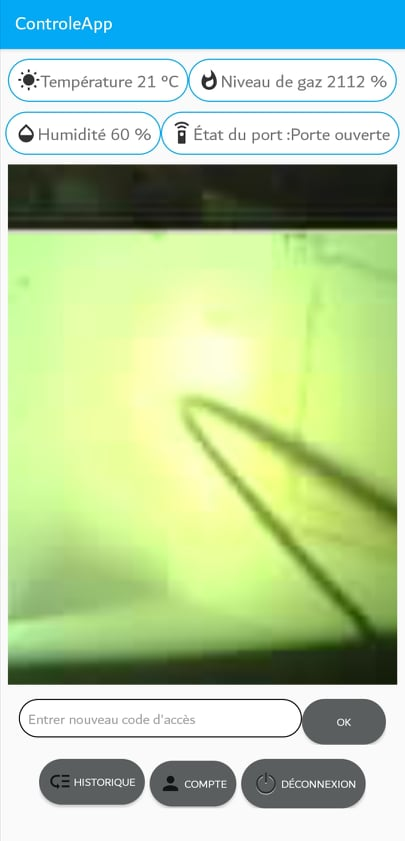 ControleApp
Température 21 ºC
Niveau de gaz 2112 %
Humidité 60 %
État du port :Porte ouverte
Entrer nouveau code d'accès
OK
HISTORIQUE
COMPTE
DÉCONNEXION